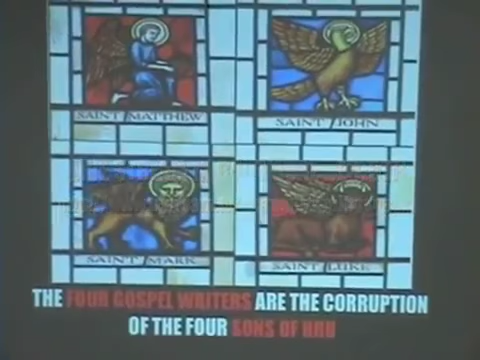 SAINT MATTHEW
SAINT JOHN
SAINT MARK
SAINT LUKE
THE FOUR GOSPEL WRITERS ARE THE CORRUPTION
OF THE FOUR SONS OF HRU